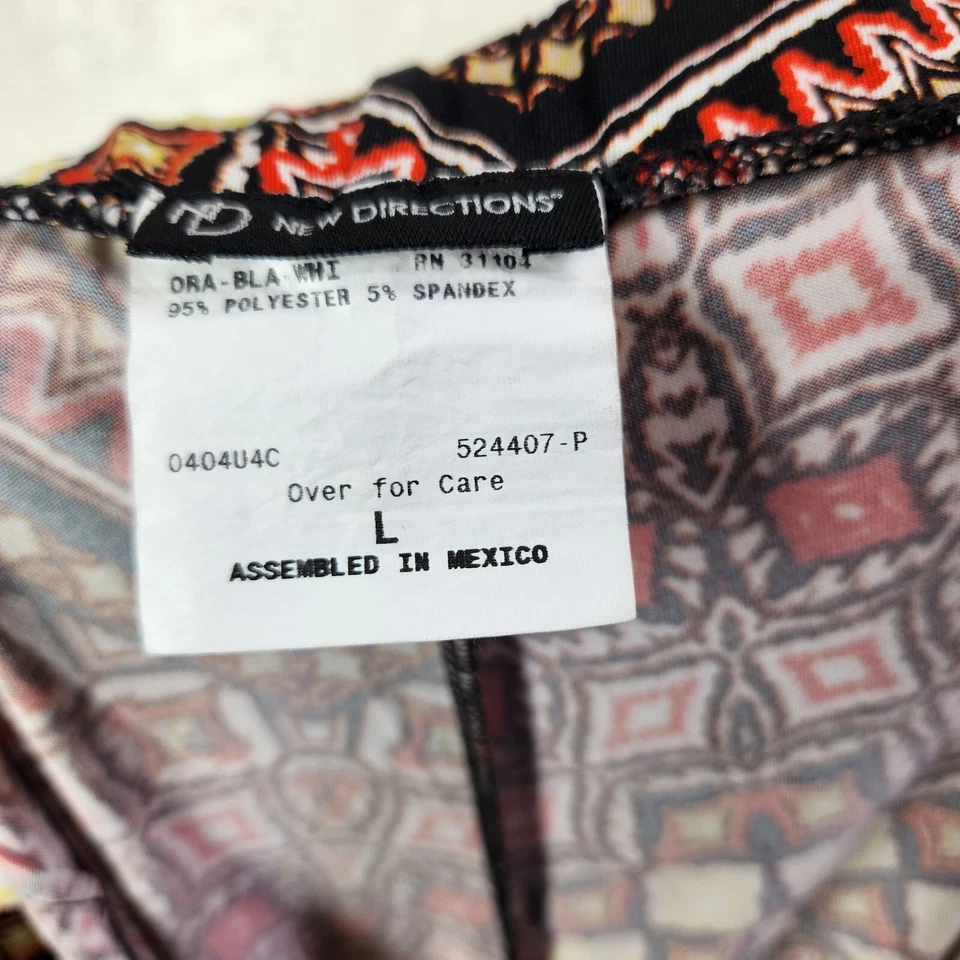 ND NEW DIRECTIONS™
ORA-BLA-WHI RN 31104
95% POLYESTER 5% SPANDEX
0404U4C 524407-P
Over for Care
L
ASSEMBLED IN MEXICO